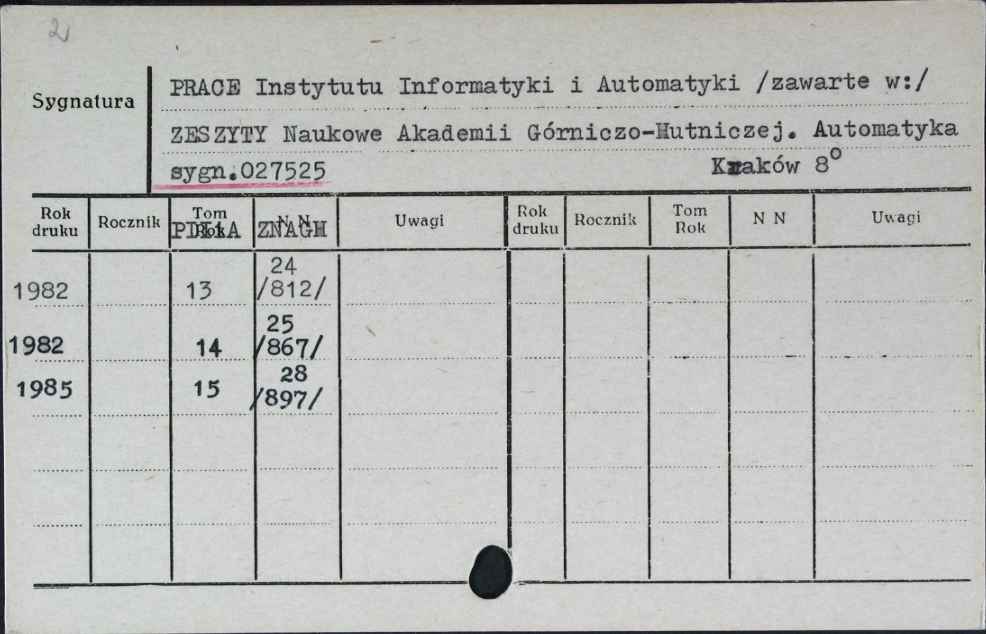 2
Sygnatura
PRACE Instytutu Informatyki i Automatyki /zawarte w:/
ZESZYTY Naukowe Akademii Górniczo-Hutniczej. Automatyka
sygn.027525 Kraków 8°
Rok druku Rocznik Tom Rok N N Uwagi Rok druku Rocznik Tom Rok N N Uwagi
ZNAGH
24
1982 13 /812/
25
1982 14 /867/
28
1985 15 /897/